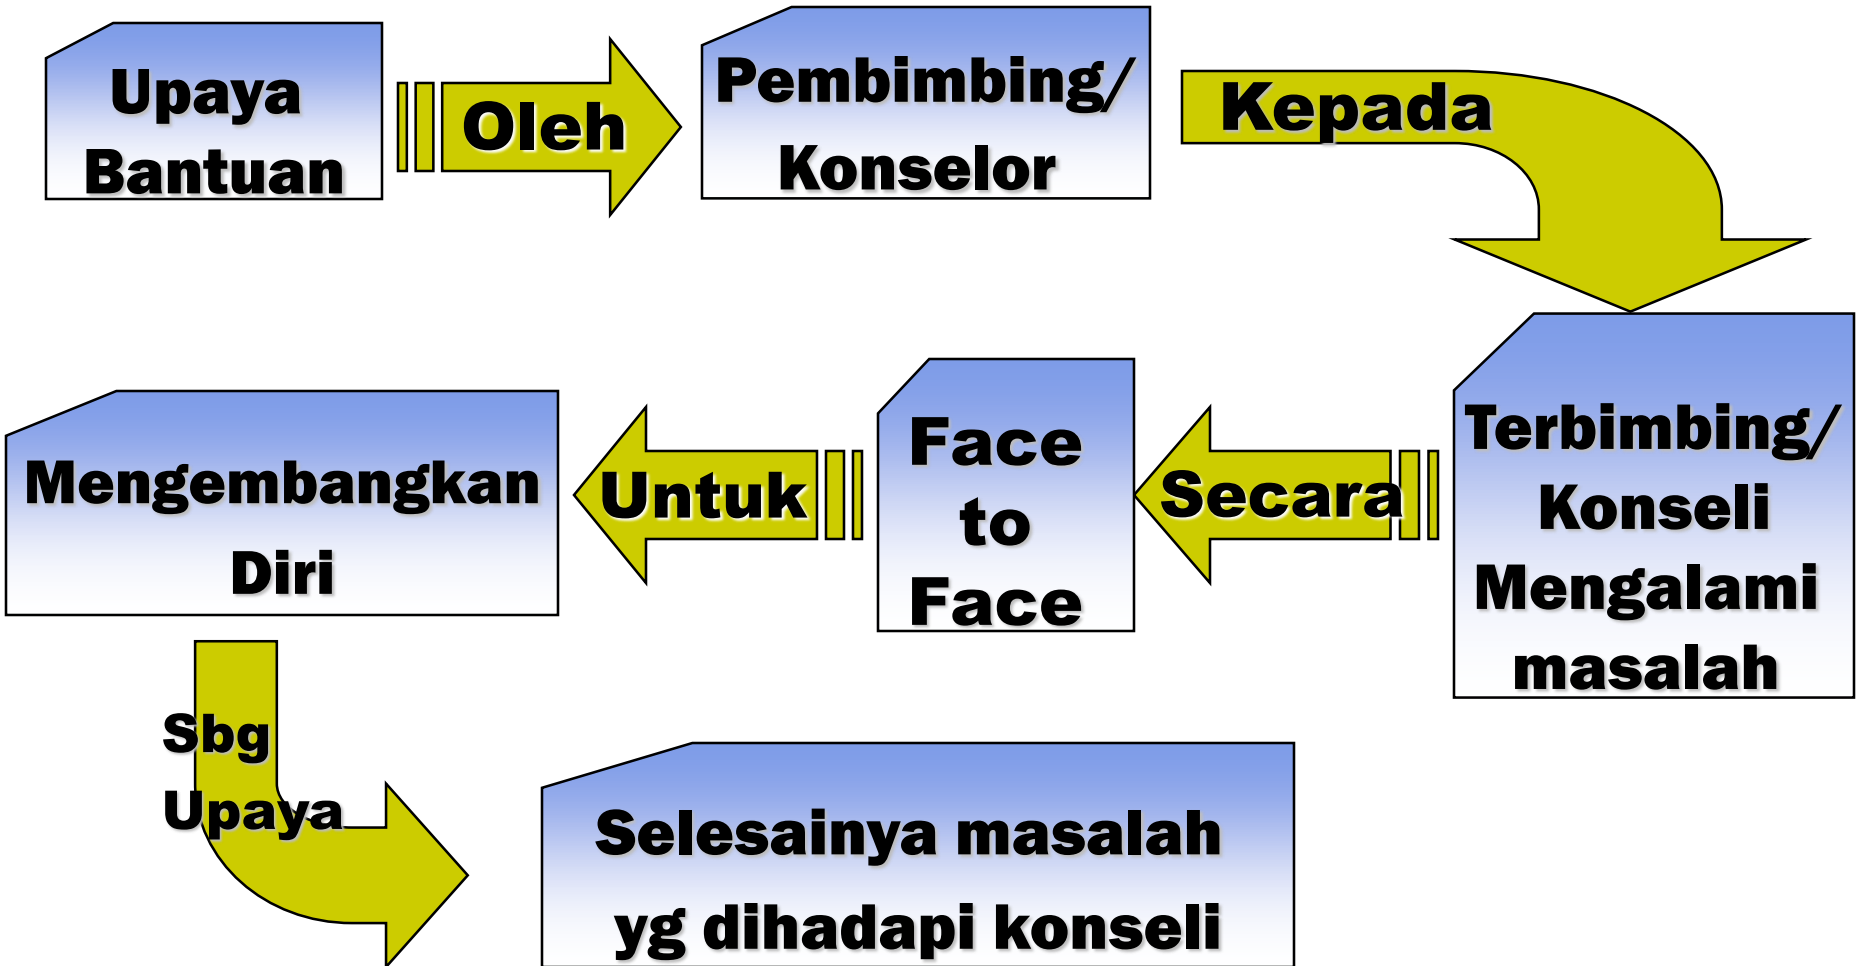 Upaya
Bantuan
Oleh
Pembimbing/
Konselor
Kepada
Terbimbing/
Konseli
Mengalami
masalah
Secara
Face
to
Face
Untuk
Mengembangkan
Diri
Sbg
Upaya
Selesainya masalah
yg dihadapi konseli